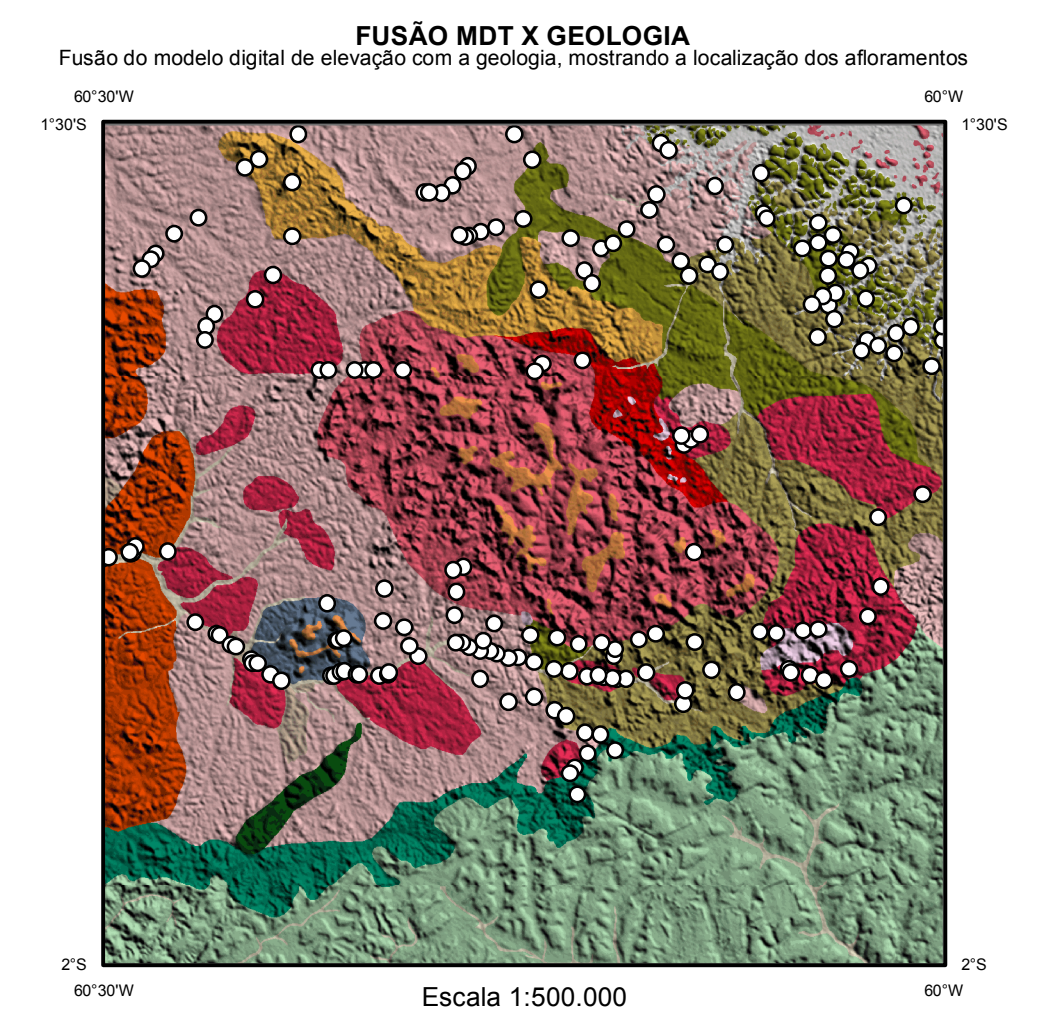 FUSÃO MDT X GEOLOGIA
Fusão do modelo digital de elevação com a geologia, mostrando a localização dos afloramentos
60°30'W 60°W
1°30'S 1°30'S
2°S 2°S
60°30'W 60°W
Escala 1:500.000